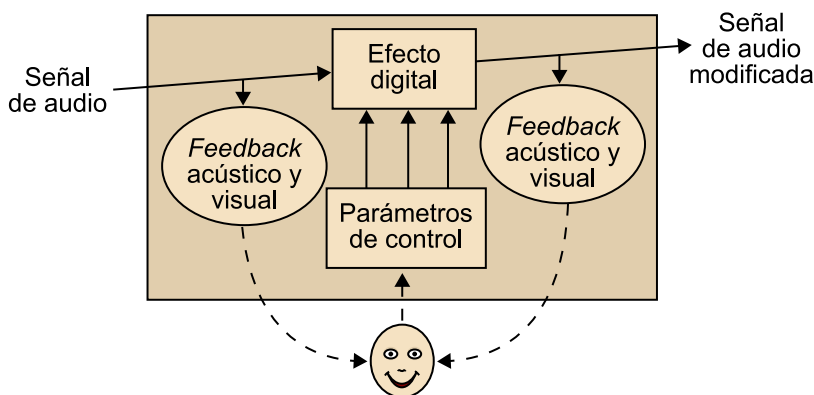 Señal
de audio
Efecto
digital
Señal
de audio
modificada
Feedback
acústico y
visual
Feedback
acústico y
visual
Parámetros
de control